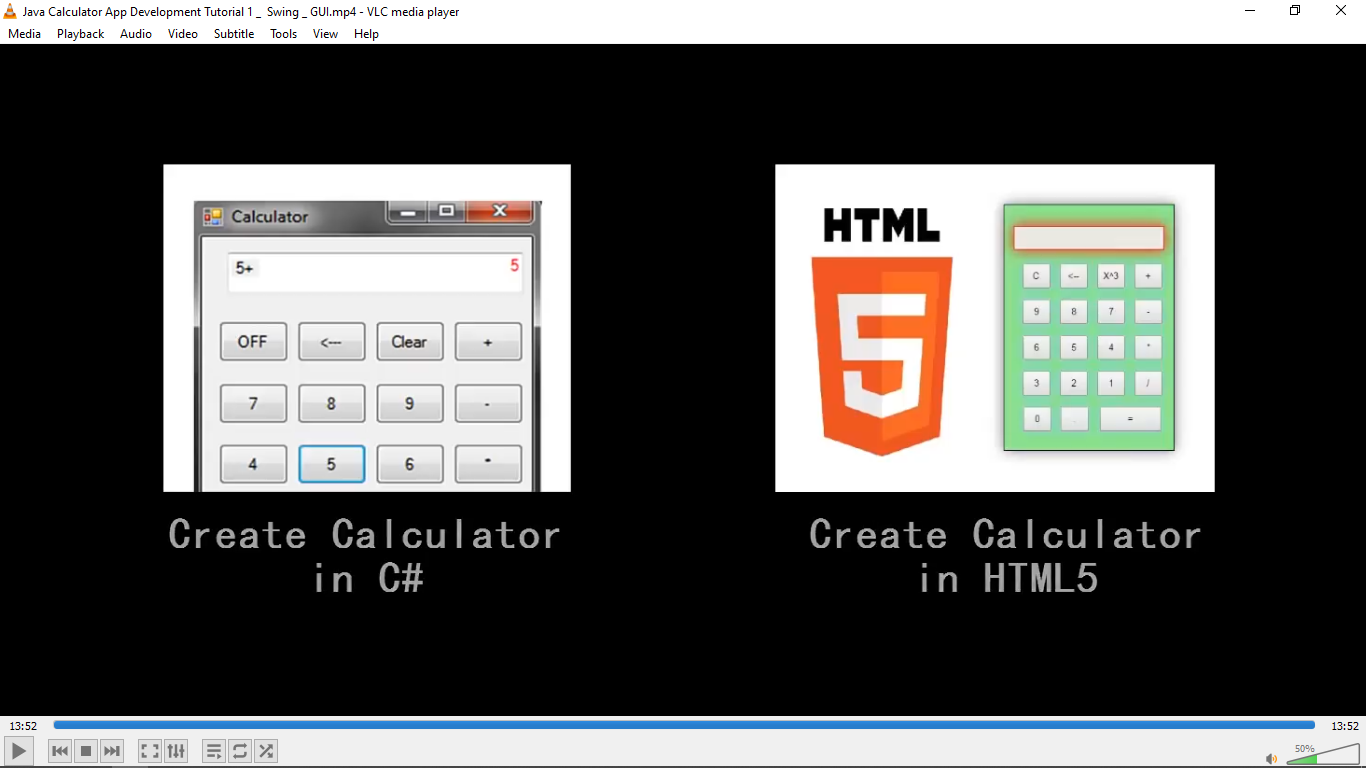 Java Calculator App Development Tutorial 1 _ Swing _ GUI.mp4 - VLC media player
Media Playback Audio Video Subtitle Tools View Help
Calculator
5+ 5
OFF <--- Clear +
7 8 9 -
4 5 6 *
Create Calculator
in C#
HTML
5
C <-- X^3 +
9 8 7 -
6 5 4 *
3 2 1 /
0 . =
Create Calculator
in HTML5
13:52 13:52
50%